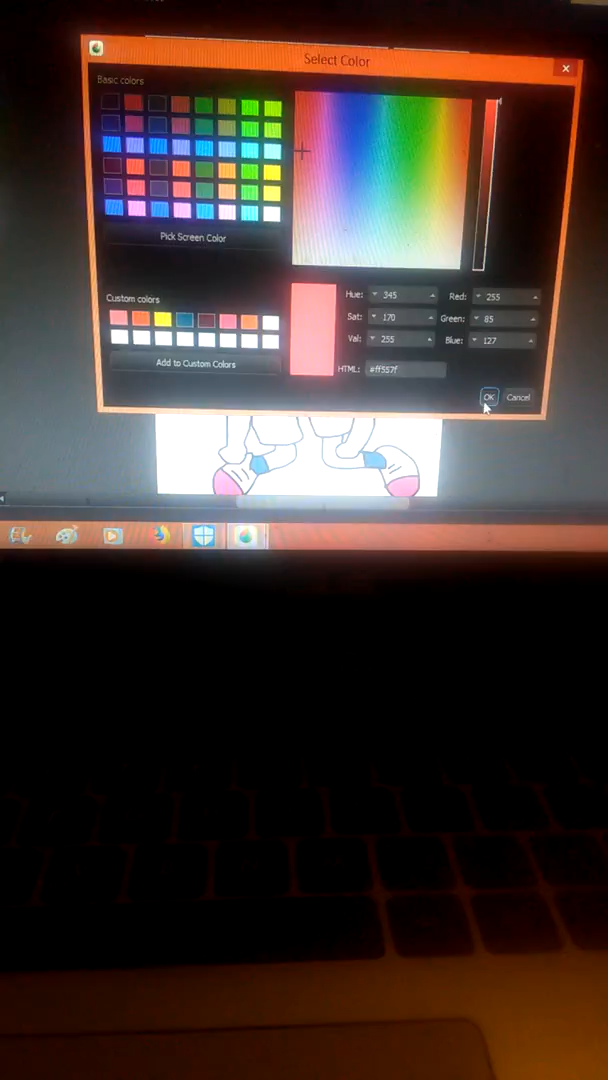 Select Color
Basic colors
Pick Screen Color
Custom colors
Add to Custom Colors
Hue: 345 Red: 255
Sat: 170 Green: 85
Val: 255 Blue: 127
HTML: #ff557f
OK Cancel